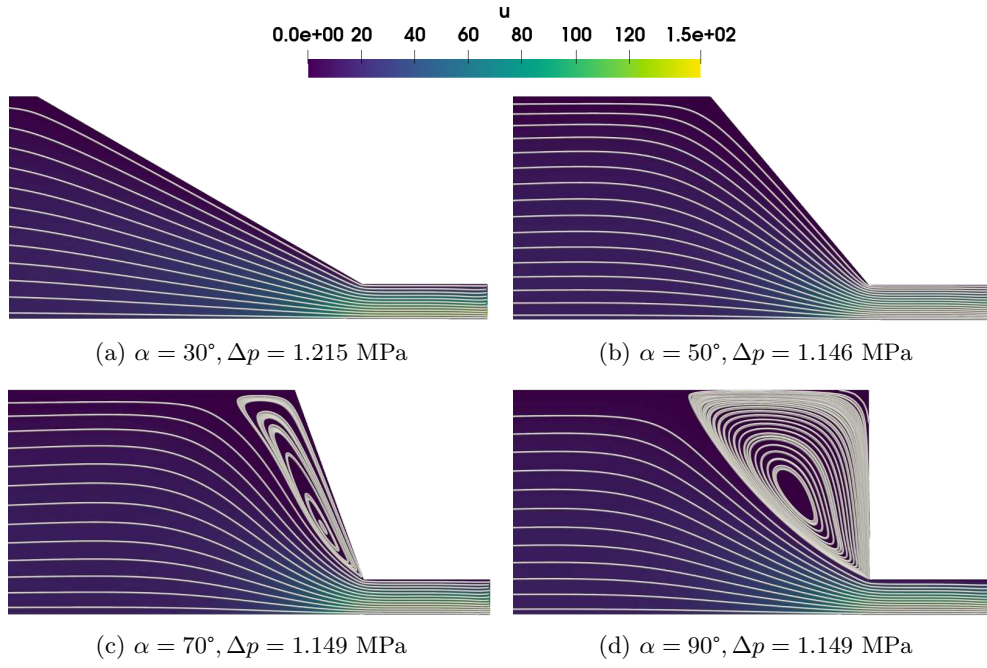 u
0.0e+00 20 40 60 80 100 120 1.5e+02
(a) α = 30°, Δp = 1.215 MPa
(b) α = 50°, Δp = 1.146 MPa
(c) α = 70°, Δp = 1.149 MPa
(d) α = 90°, Δp = 1.149 MPa